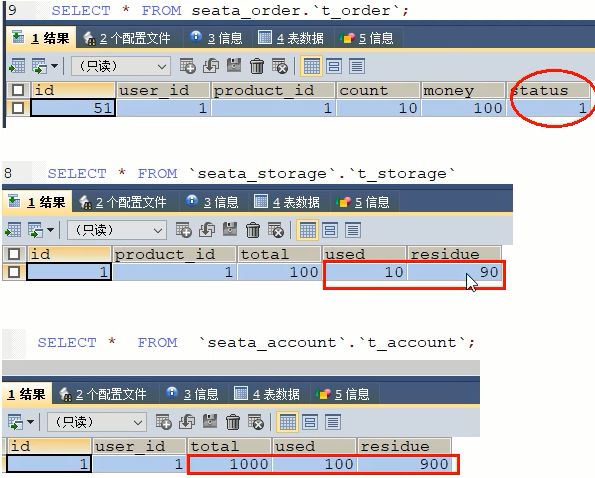 9 SELECT * FROM seata_order.`t_order`;
1 结果 2 个配置文件 3 信息 4 表数据 5 信息
(只读)
id user_id product_id count money status
51 1 1 10 100 1
8 SELECT * FROM `seata_storage`.`t_storage`
1 结果 2 个配置文件 3 信息 4 表数据 5 信息
(只读)
id product_id total used residue
1 1 100 10 90
SELECT * FROM `seata_account`.`t_account`;
1 结果 2 个配置文件 3 信息 4 表数据 5 信息
(只读)
id user_id total used residue
1 1 1000 100 900